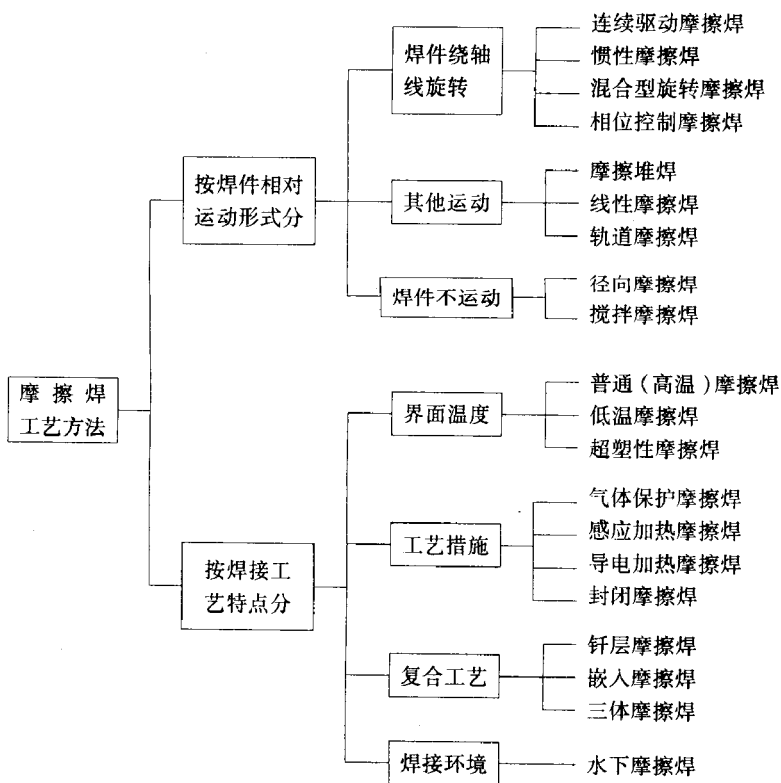 摩擦焊
工艺方法
按焊件相对
运动形式分
焊件绕轴
线旋转
连续驱动摩擦焊
惯性摩擦焊
混合型旋转摩擦焊
相位控制摩擦焊
其他运动
摩擦堆焊
线性摩擦焊
轨道摩擦焊
焊件不运动
径向摩擦焊
搅拌摩擦焊
按焊接工
艺特点分
界面温度
普通(高温)摩擦焊
低温摩擦焊
超塑性摩擦焊
工艺措施
气体保护摩擦焊
感应加热摩擦焊
导电加热摩擦焊
封闭摩擦焊
复合工艺
钎层摩擦焊
嵌入摩擦焊
三体摩擦焊
焊接环境
水下摩擦焊